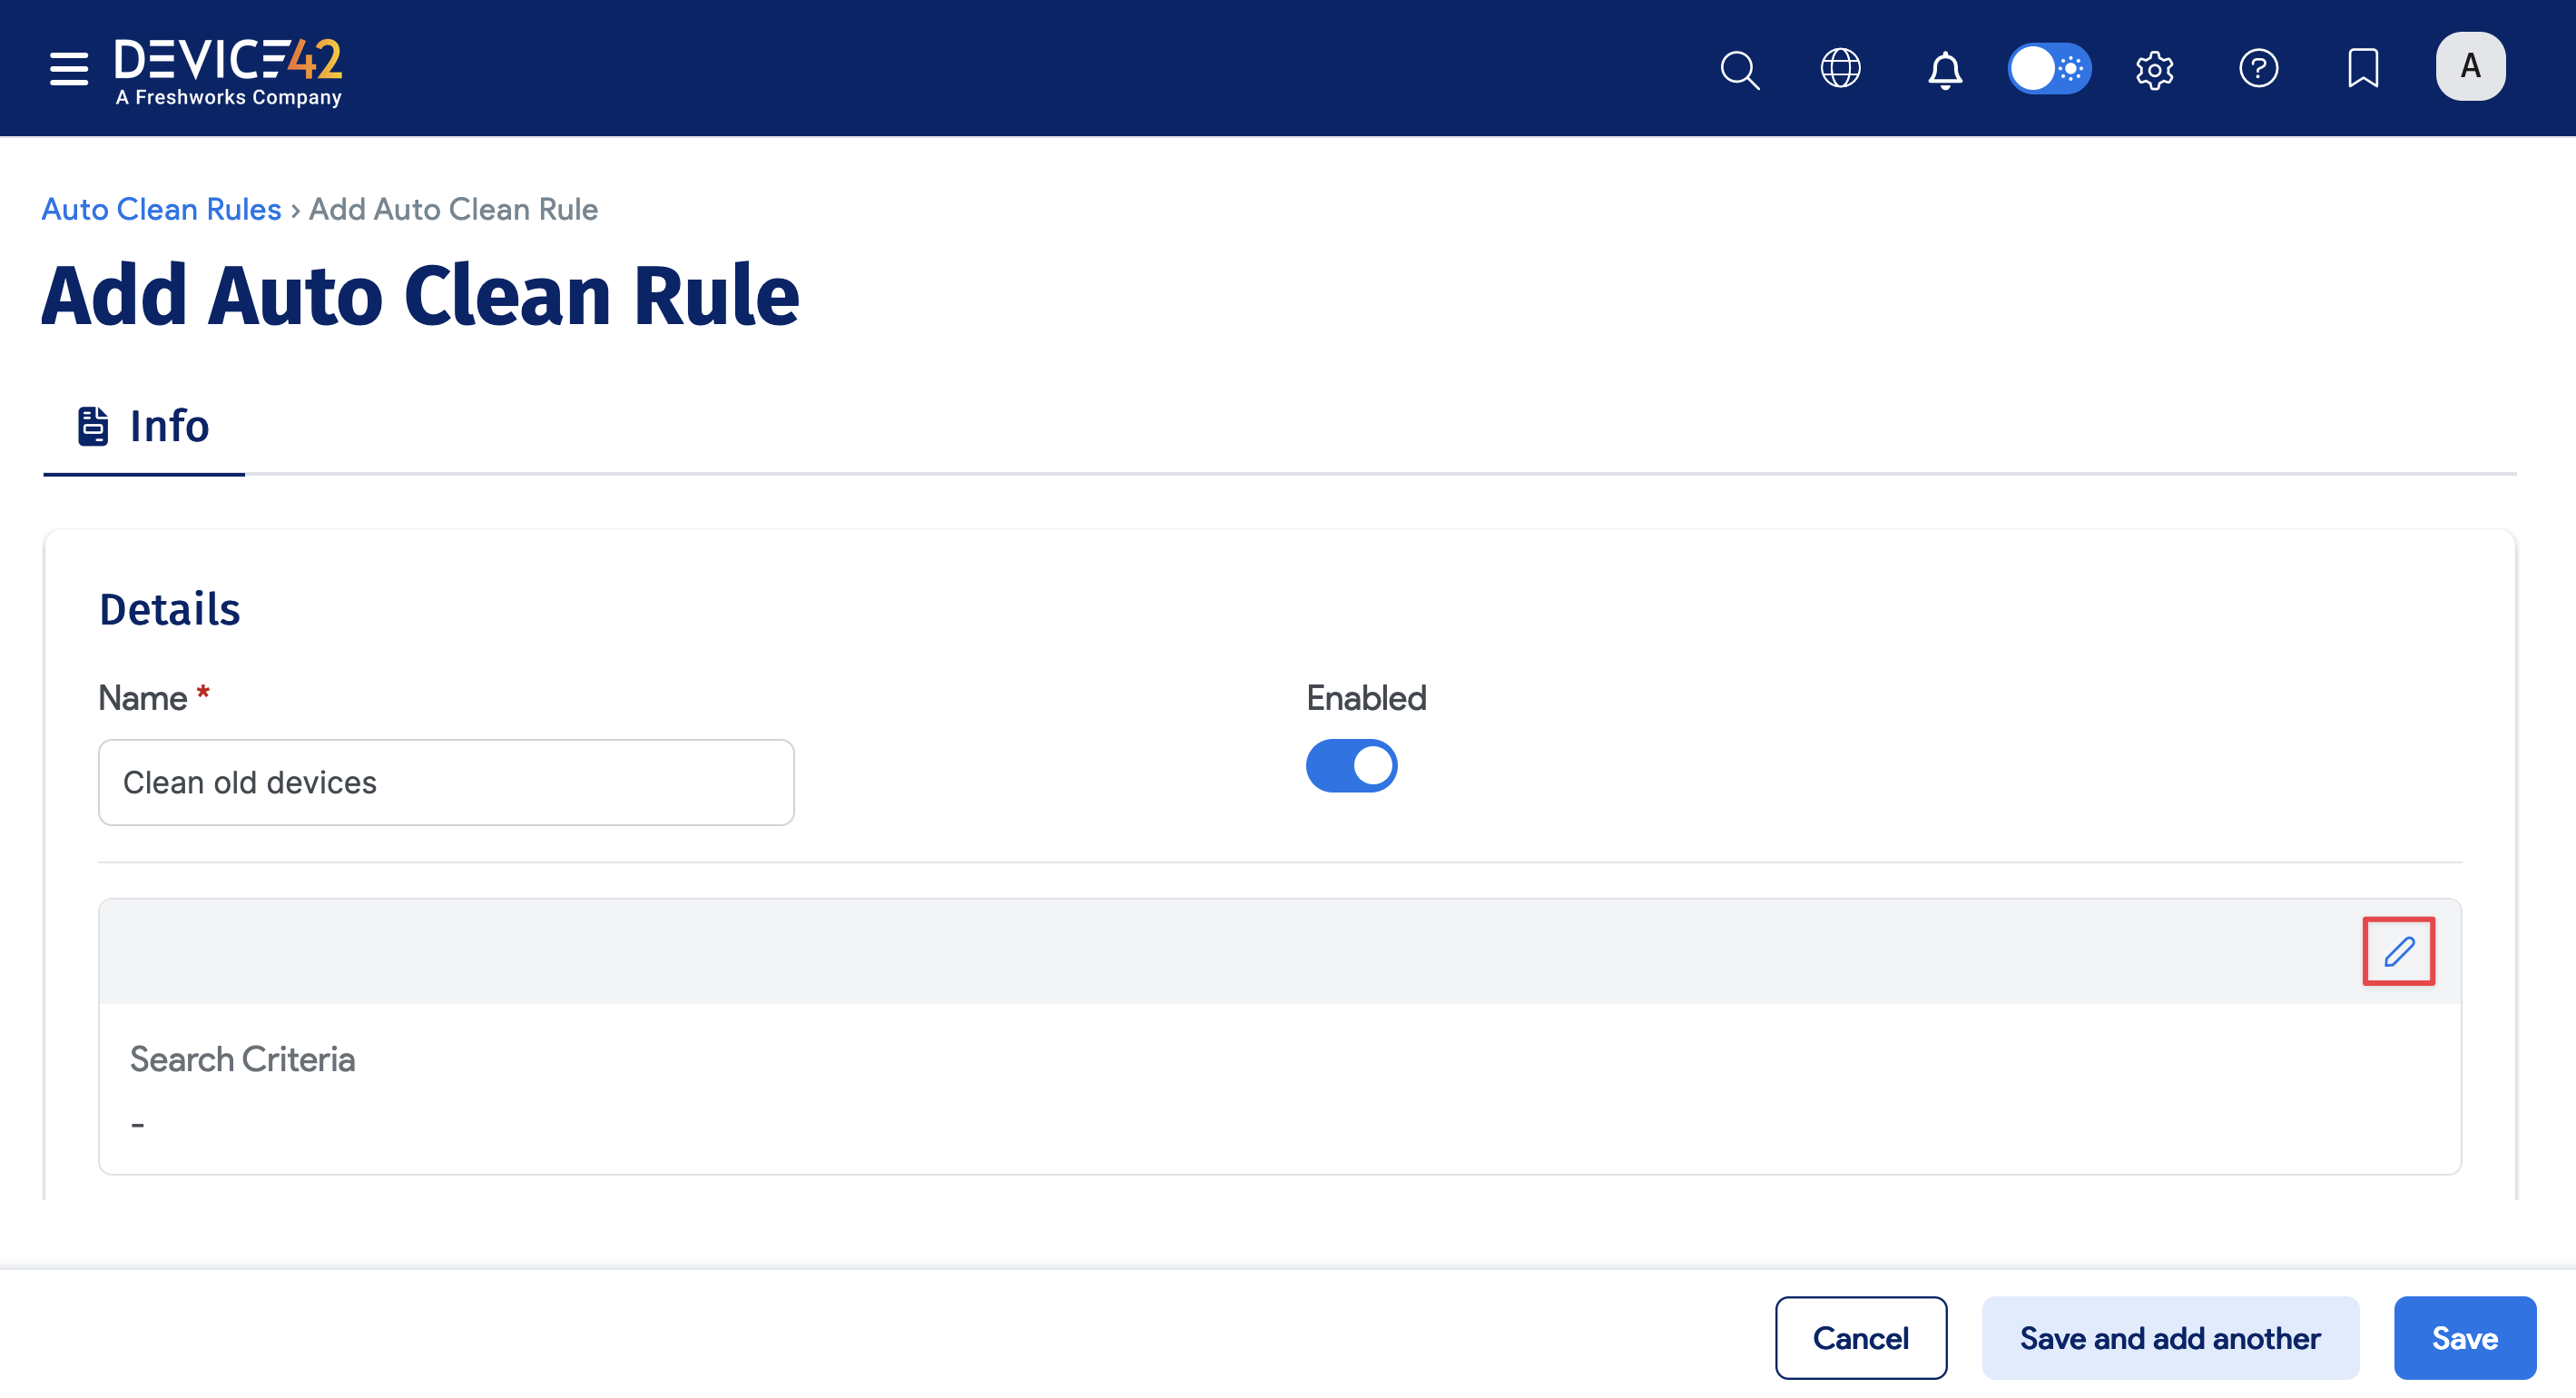 DEVICE42
A Freshworks Company
A
Auto Clean Rules › Add Auto Clean Rule
Add Auto Clean Rule
Info
Details
Name *
Enabled
Clean old devices
Search Criteria
-
Cancel
Save and add another
Save